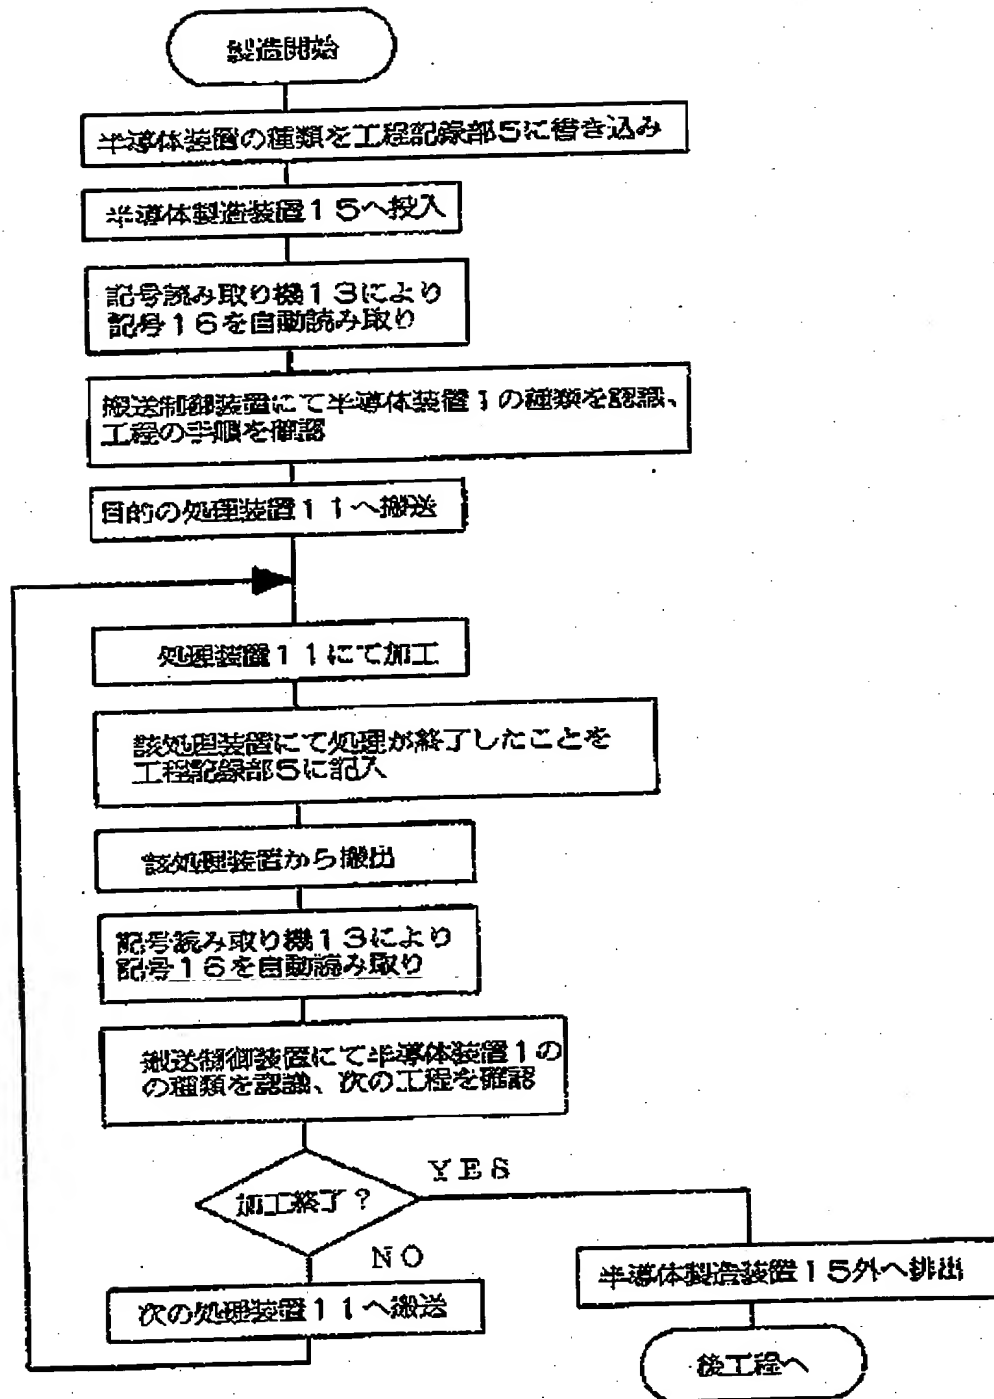 製造開始
半導体装置の種類を工程記録部5に書き込み
半導体製造装置15へ投入
記号読み取り機13により
記号16を自動読み取り
搬送制御装置にて半導体装置1の種類を認識、
工程の手順を確認
目的の処理装置11へ搬送
処理装置11にて加工
該処理装置にて処理が終了したことを
工程記録部5に記入
該処理装置から搬出
記号読み取り機13により
記号16を自動読み取り
搬送制御装置にて半導体装置1の
の種類を認識、次の工程を確認
加工終了?
YES
NO
半導体製造装置15外へ排出
次の処理装置11へ搬送
後工程へ